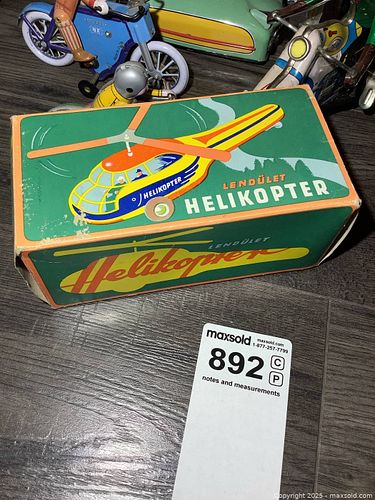 HELIKOPTER
LENDÜLET
HELIKOPTER
LENDÜLET
Helikopter
maxsold
maxsold.com
1-877-257-7799
892
C
P
notes and measurements
Copyright 2025 - maxsold.com